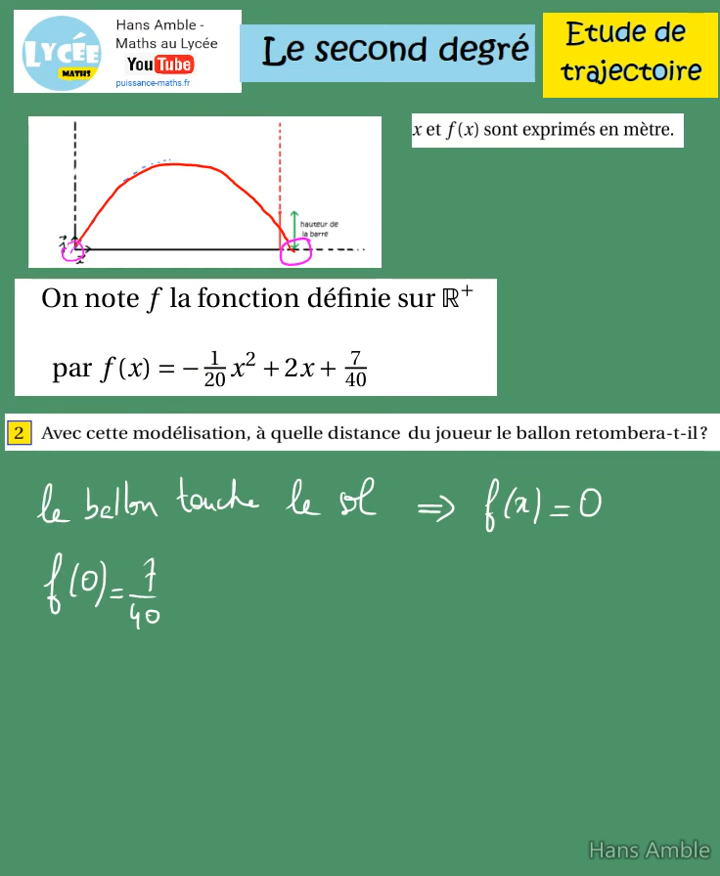 LYCÉE
MATHS
Hans Amble -
Maths au Lycée
YouTube
puissance-maths.fr
Le second degré
Etude de
trajectoire
x et f(x) sont exprimés en mètre.
hauteur de
la barre
On note f la fonction définie sur ℝ⁺
par f(x) = −1/20 x² + 2x + 7/40
2 Avec cette modélisation, à quelle distance du joueur le ballon retombera-t-il ?
le ballon touche le sol ⇒ f(x) = 0
f(0) = 7/40
Hans Amble